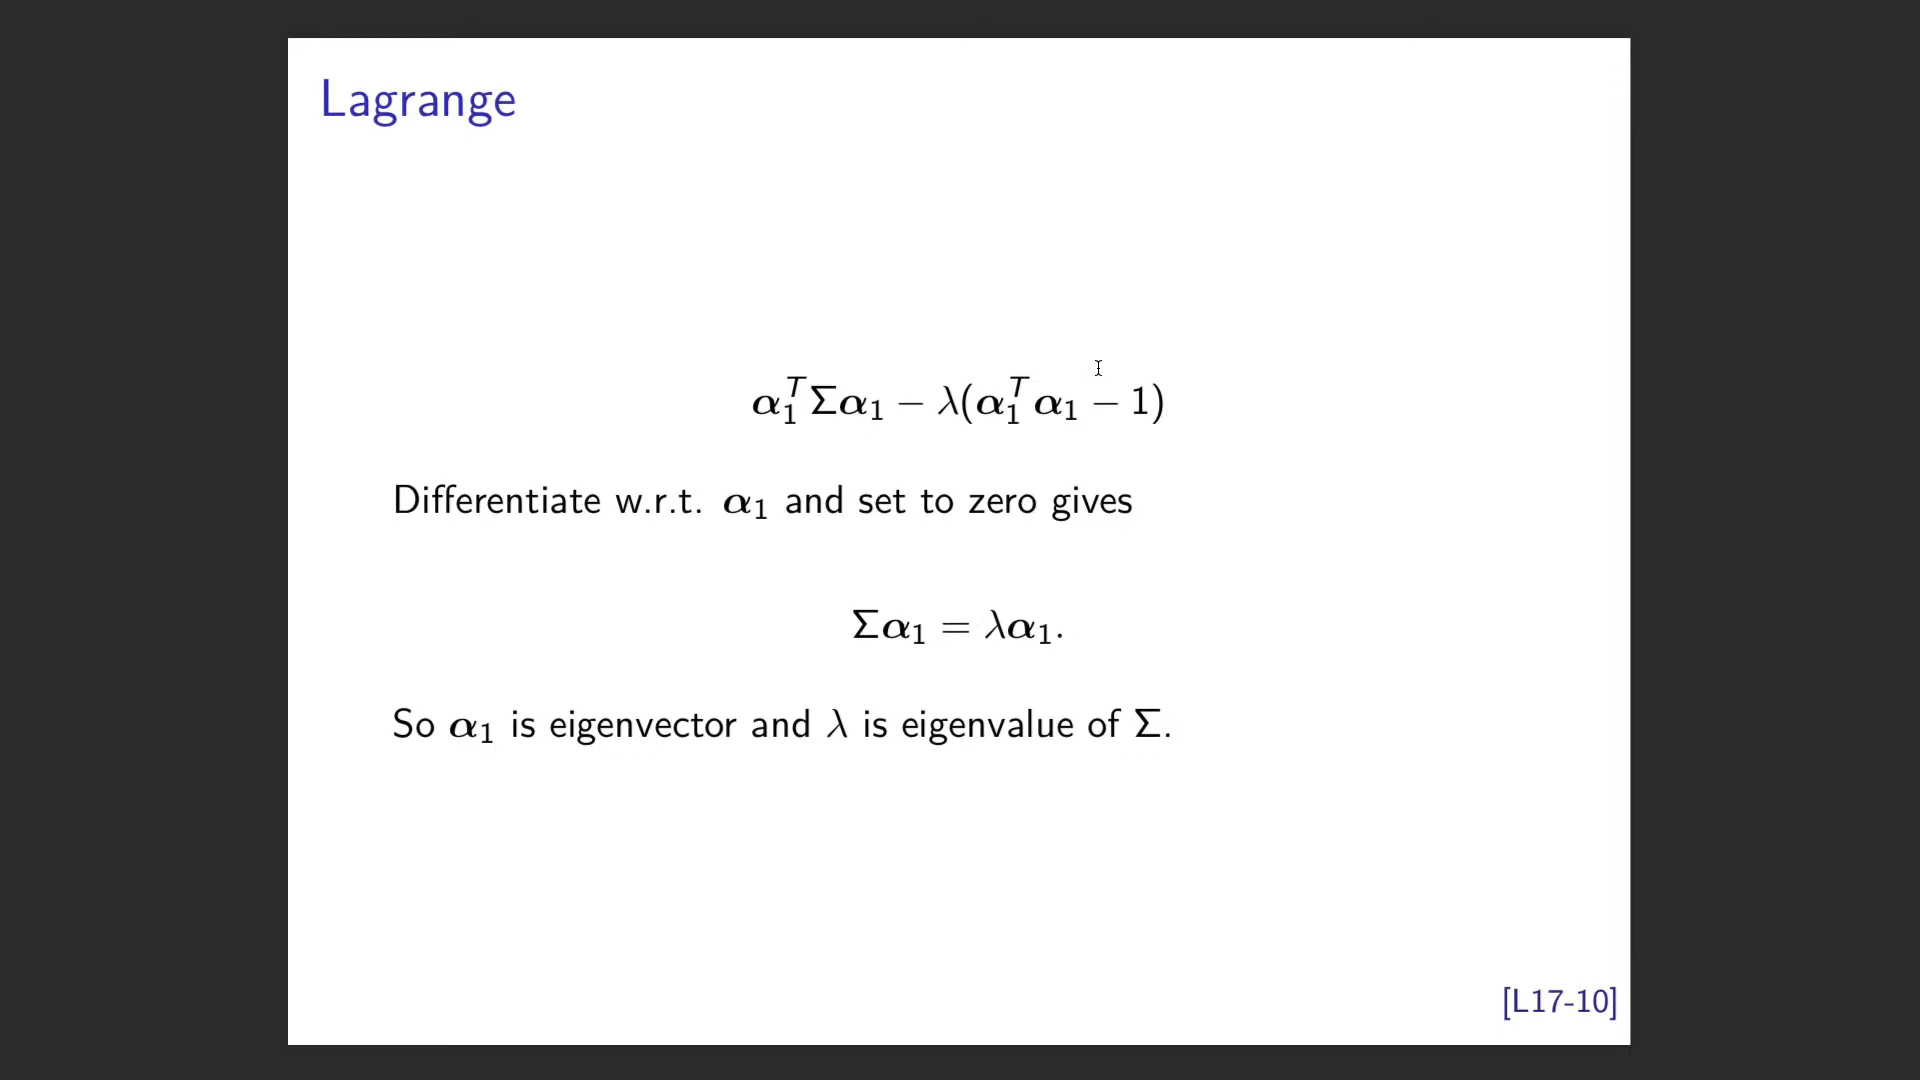 Lagrange
𝜶₁ᵀΣ𝜶₁ − λ(𝜶₁ᵀ𝜶₁ − 1)
Differentiate w.r.t. 𝜶₁ and set to zero gives
Σ𝜶₁ = λ𝜶₁.
So 𝜶₁ is eigenvector and λ is eigenvalue of Σ.
[L17-10]